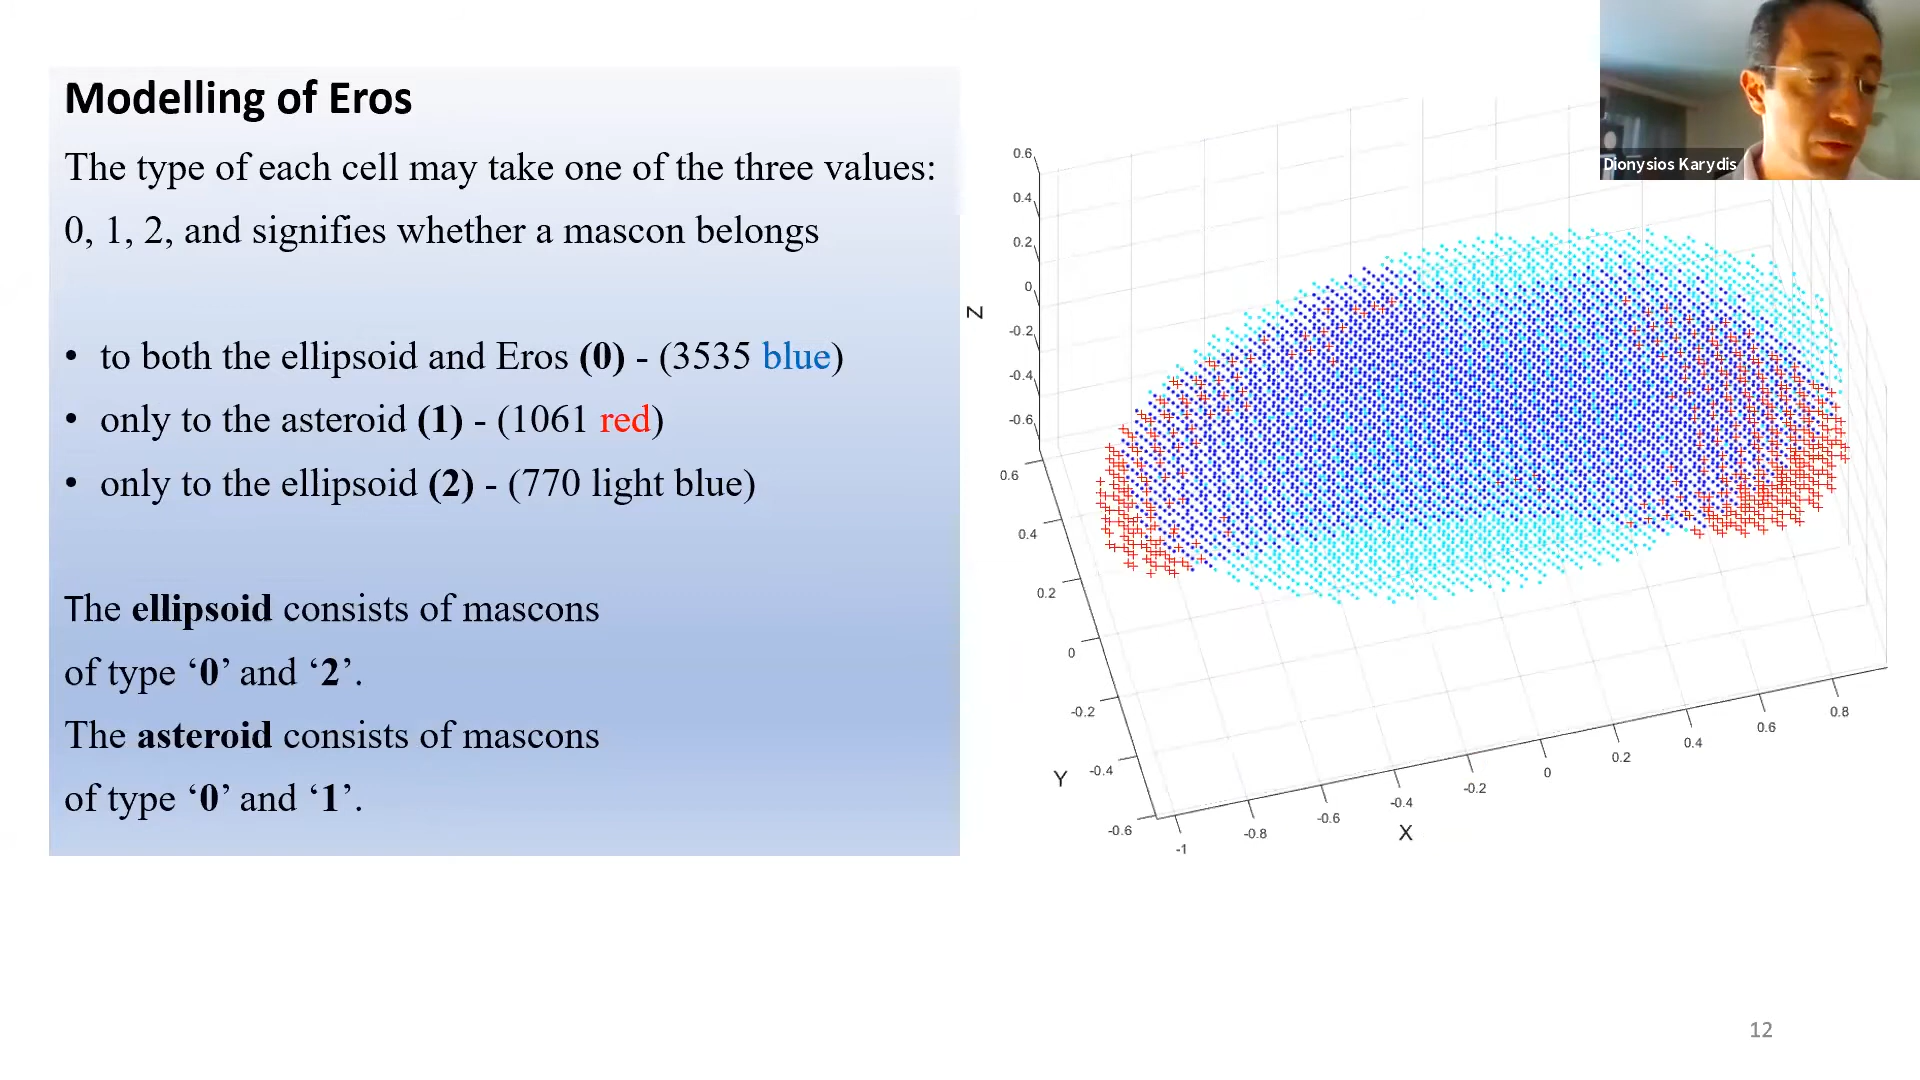 Modelling of Eros
The type of each cell may take one of the three values:
0, 1, 2, and signifies whether a mascon belongs
• to both the ellipsoid and Eros (0) - (3535 blue)
• only to the asteroid (1) - (1061 red)
• only to the ellipsoid (2) - (770 light blue)
The ellipsoid consists of mascons
of type ‘0’ and ‘2’.
The asteroid consists of mascons
of type ‘0’ and ‘1’.
Dionysios Karydis
Z
0.6
0.4
0.2
0
-0.2
-0.4
-0.6
0.6
0.4
0.2
0
-0.2
-0.4
-0.6
Y
-1
-0.8
-0.6
-0.4
-0.2
0
0.2
0.4
0.6
0.8
X
12